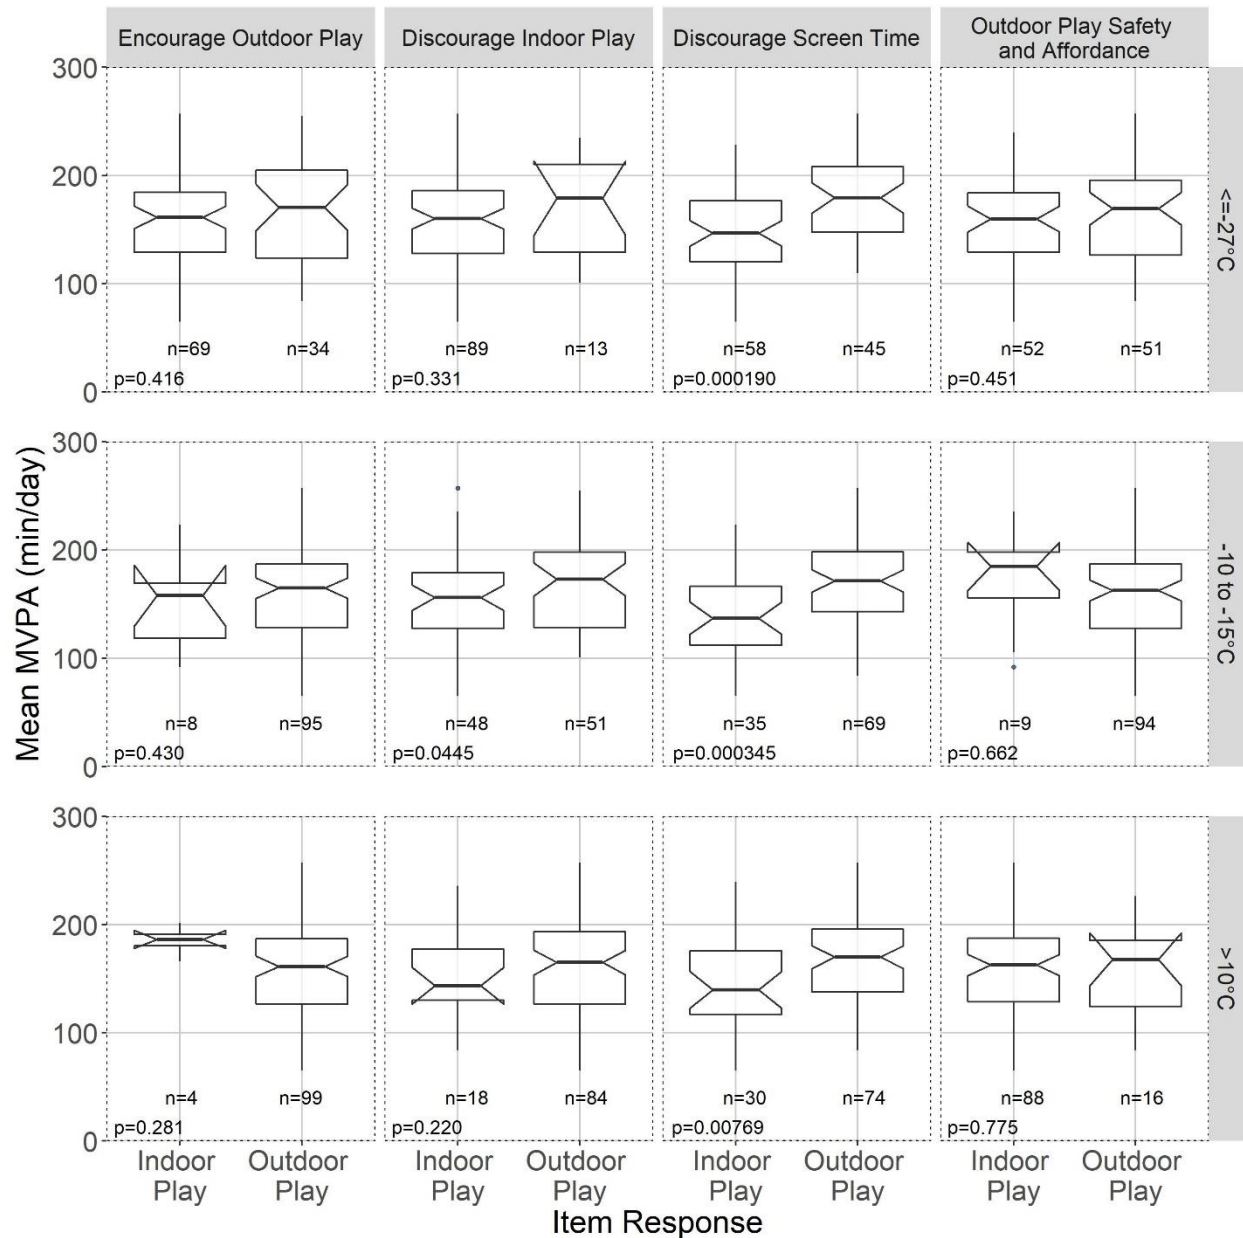 Encourage Outdoor Play
Discourage Indoor Play
Discourage Screen Time
Outdoor Play Safety
and Affordance
Mean MVPA (min/day)
300
200
100
0
n=69
n=34
p=0.416
n=89
n=13
p=0.331
n=58
n=45
p=0.000190
n=52
n=51
p=0.451
<=-27°C
300
200
100
0
n=8
n=95
p=0.430
n=48
n=51
p=0.0445
n=35
n=69
p=0.000345
n=9
n=94
p=0.662
-10 to -15°C
300
200
100
0
n=4
n=99
p=0.281
n=18
n=84
p=0.220
n=30
n=74
p=0.00769
n=88
n=16
p=0.775
>10°C
Indoor
Play
Outdoor
Play
Indoor
Play
Outdoor
Play
Indoor
Play
Outdoor
Play
Indoor
Play
Outdoor
Play
Item Response